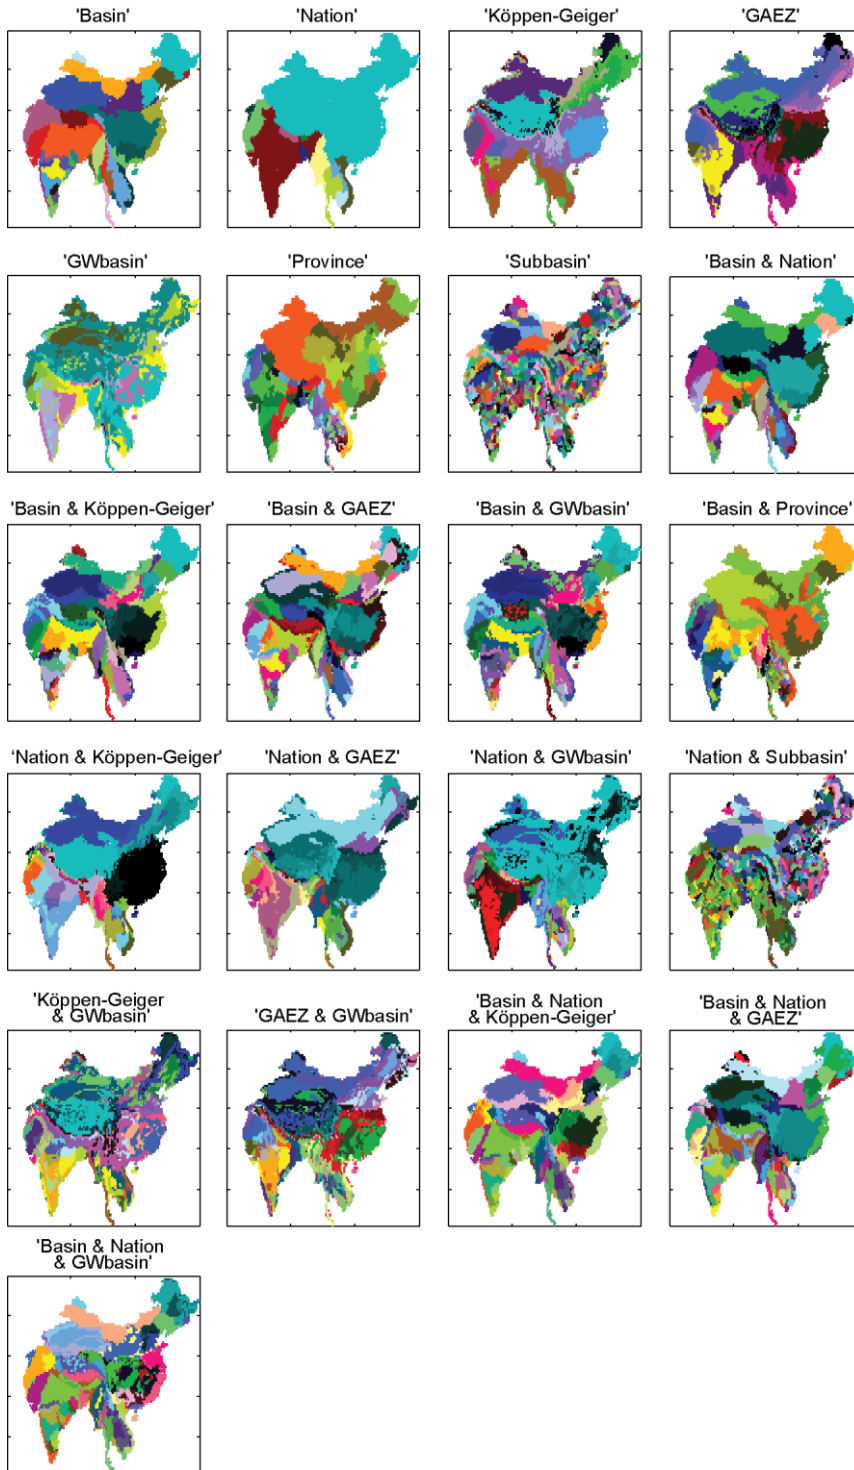 'Basin'
'Nation'
'Köppen-Geiger'
'GAEZ'
'GWbasin'
'Province'
'Subbasin'
'Basin & Nation'
'Basin & Köppen-Geiger'
'Basin & GAEZ'
'Basin & GWbasin'
'Basin & Province'
'Nation & Köppen-Geiger'
'Nation & GAEZ'
'Nation & GWbasin'
'Nation & Subbasin'
'Köppen-Geiger
& GWbasin'
'GAEZ & GWbasin'
'Basin & Nation
& Köppen-Geiger'
'Basin & Nation
& GAEZ'
'Basin & Nation
& GWbasin'